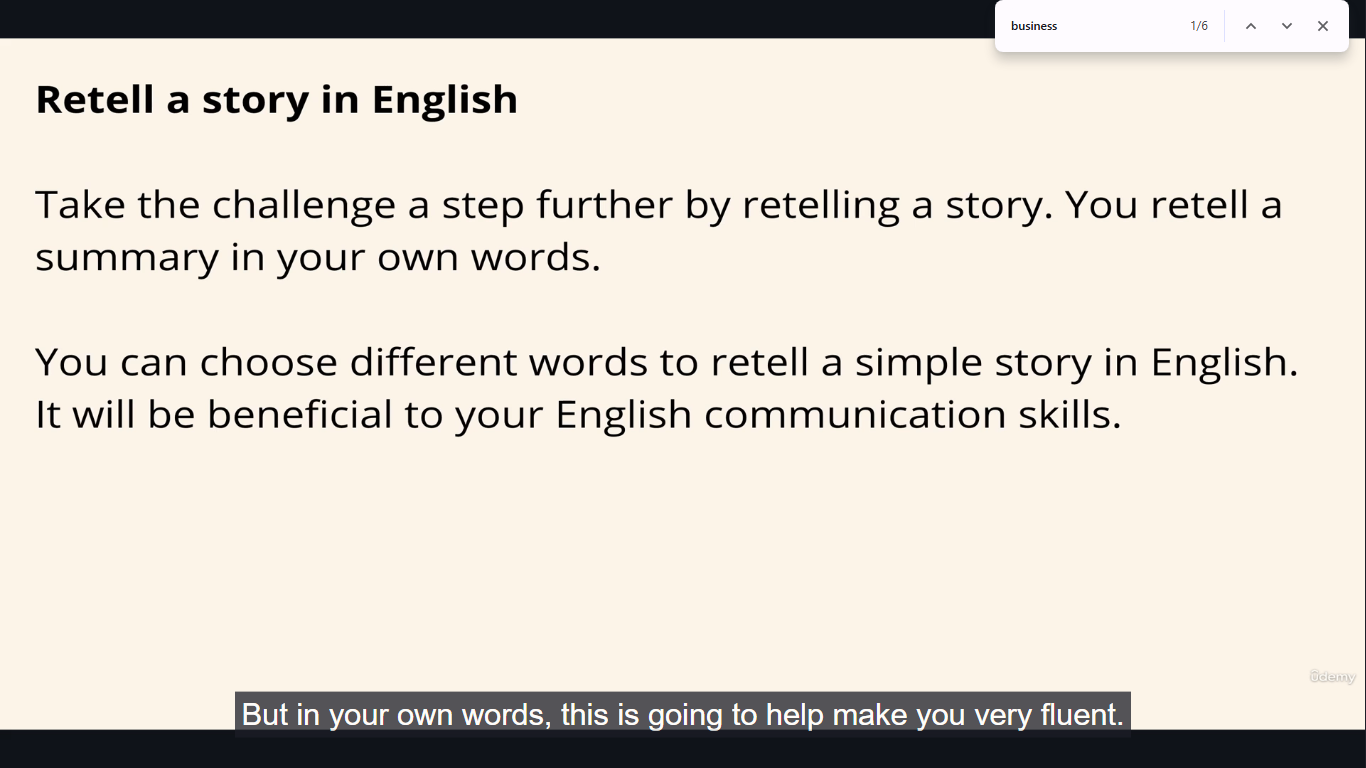 business 1/6
Retell a story in English
Take the challenge a step further by retelling a story. You retell a
summary in your own words.
You can choose different words to retell a simple story in English.
It will be beneficial to your English communication skills.
ûdemy
But in your own words, this is going to help make you very fluent.